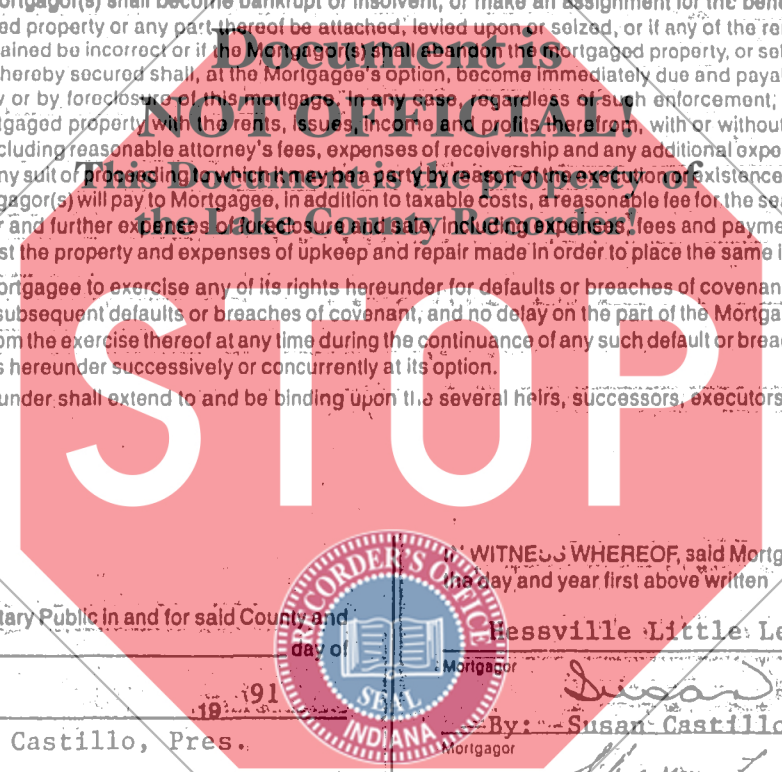 ortgagor(s) shall become bankrupt or insolvent, or make an assignment for the ben
ed property or any part thereof be attached, levied upon or seized, or if any of the re
ained be incorrect or if the Mortgagor(s) shall abandon the mortgaged property, or sel
hereby secured shall, at the Mortgagee's option, become immediately due and payal
y or by foreclosure of this mortgage. In any case, regardless of such enforcement,
tgaged property with the rents, issues, income and profits therefrom, with or without
cluding reasonable attorney's fees, expenses of receivership and any additional expe
ny suit or proceeding to which it may be a party by reason of the execution or existence
gagor(s) will pay to Mortgagee, in addition to taxable costs, a reasonable fee for the sea
r and further expenses of foreclosure and sale, including expenses, fees and payme
st the property and expenses of upkeep and repair made in order to place the same i
Document is
NOT OFFICIAL!
This Document is the property of
the Lake County Recorder!
ortgagee to exercise any of its rights hereunder for defaults or breaches of covenan
subsequent defaults or breaches of covenant, and no delay on the part of the Mortga
om the exercise thereof at any time during the continuance of any such default or breac
s hereunder successively or concurrently at its option.
under shall extend to and be binding upon the several heirs, successors, executors
STOP
IN WITNESS WHEREOF, said Mortg
the day and year first above written
tary Public in and for said County and
day of
RECORDER'S OFFICE
SEAL
INDIANA
Hessville Little Le
Mortgagor
Susan
19 91
By: Susan Castillo
Castillo, Pres.
Mortgagor